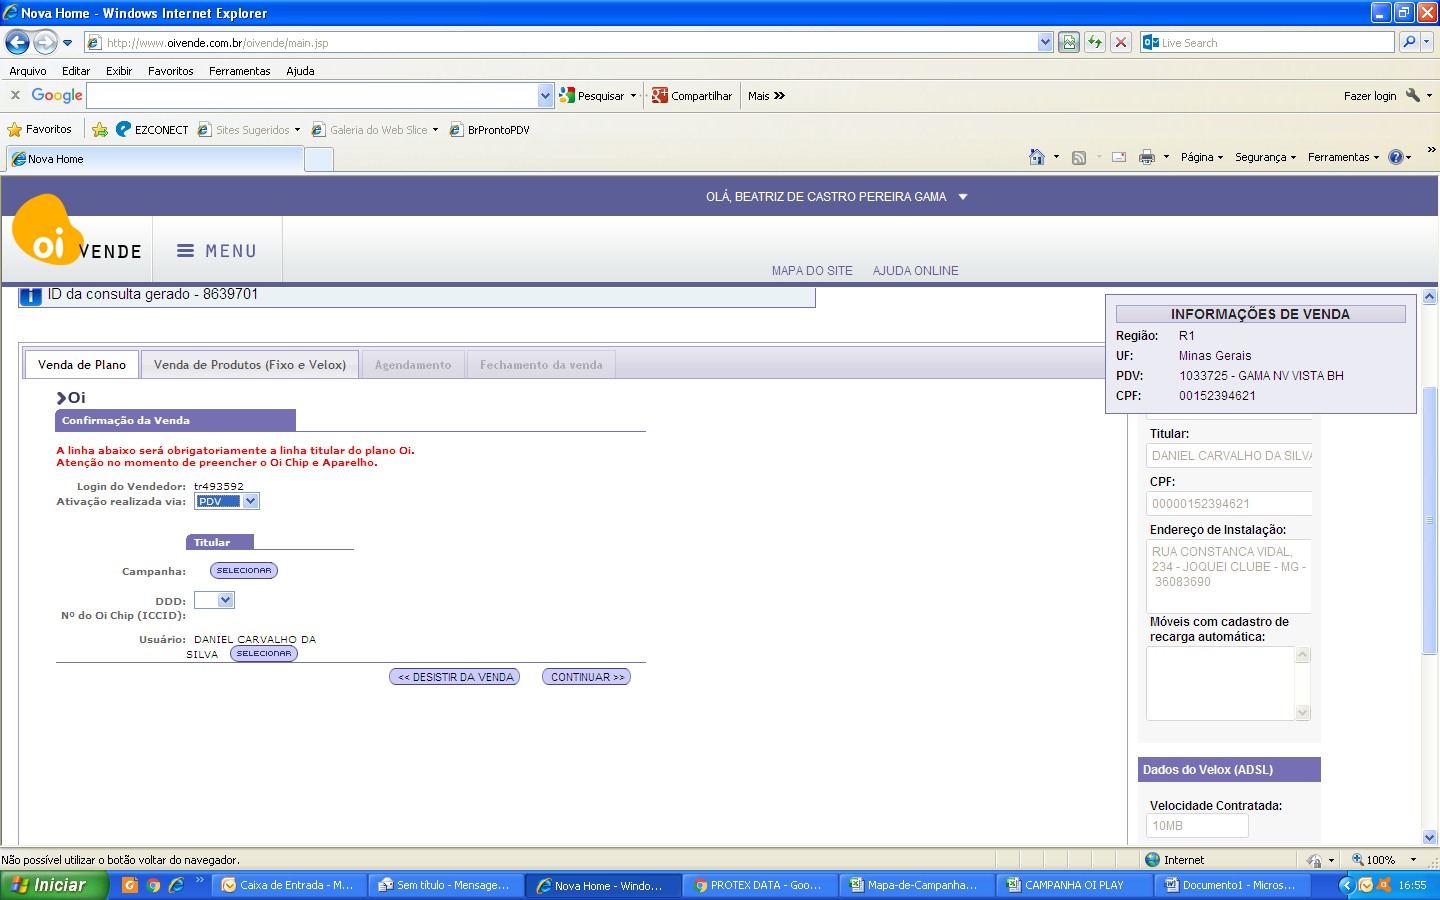 Nova Home - Windows Internet Explorer
http://www.oivende.com.br/oivende/main.jsp
Live Search
Arquivo Editar Exibir Favoritos Ferramentas Ajuda
x Google Pesquisar Compartilhar Mais >> Fazer login
Favoritos EZCONECT Sites Sugeridos Galeria do Web Slice BrProntoPDV
Nova Home Página Segurança Ferramentas
OLÁ, BEATRIZ DE CASTRO PEREIRA GAMA
oi VENDE MENU
MAPA DO SITE AJUDA ONLINE
ID da consulta gerado - 8639701
INFORMAÇÕES DE VENDA
Região: R1
UF: Minas Gerais
PDV: 1033725 - GAMA NV VISTA BH
CPF: 00152394621
Venda de Plano Venda de Produtos (Fixo e Velox) Agendamento Fechamento da venda
Oi
Confirmação da Venda
A linha abaixo será obrigatoriamente a linha titular do plano Oi.
Atenção no momento de preencher o Oi Chip e Aparelho.
Login do Vendedor: tr493592
Ativação realizada via: PDV
Titular
Campanha: SELECIONAR
DDD:
Nº do Oi Chip (ICCID):
Usuário: DANIEL CARVALHO DA
SILVA SELECIONAR
<< DESISTIR DA VENDA CONTINUAR >>
Titular:
DANIEL CARVALHO DA SILVA
CPF:
00000152394621
Endereço de Instalação:
RUA CONSTANCA VIDAL,
234 - JOQUEI CLUBE - MG -
36083690
Móveis com cadastro de
recarga automática:
Dados do Velox (ADSL)
Velocidade Contratada:
10MB
Não possível utilizar o botão voltar do navegador.
Internet 100%
Iniciar Caixa de Entrada - M... Sem título - Mensage... Nova Home - Windo... PROTEX DATA - Goo... Mapa-de-Campanha... CAMPANHA OI PLAY Documento1 - Micros... 16:55